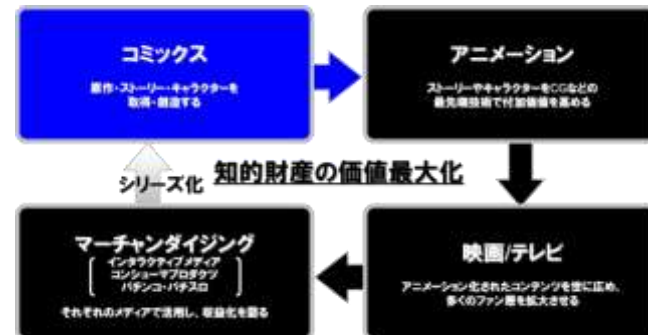 コミックス
原作・ストーリー・キャラクターを
取得・創造する
アニメーション
ストーリーやキャラクターをCGなどの
最先端技術で付加価値を高める
シリーズ化
知的財産の価値最大化
マーチャンダイジング
インタラクティブメディア
コンシューマプロダクツ
パチンコ・パチスロ
それぞれのメディアで活用し、収益化を図る
映画/テレビ
アニメーション化されたコンテンツを世に広め、
多くのファン層を拡大させる